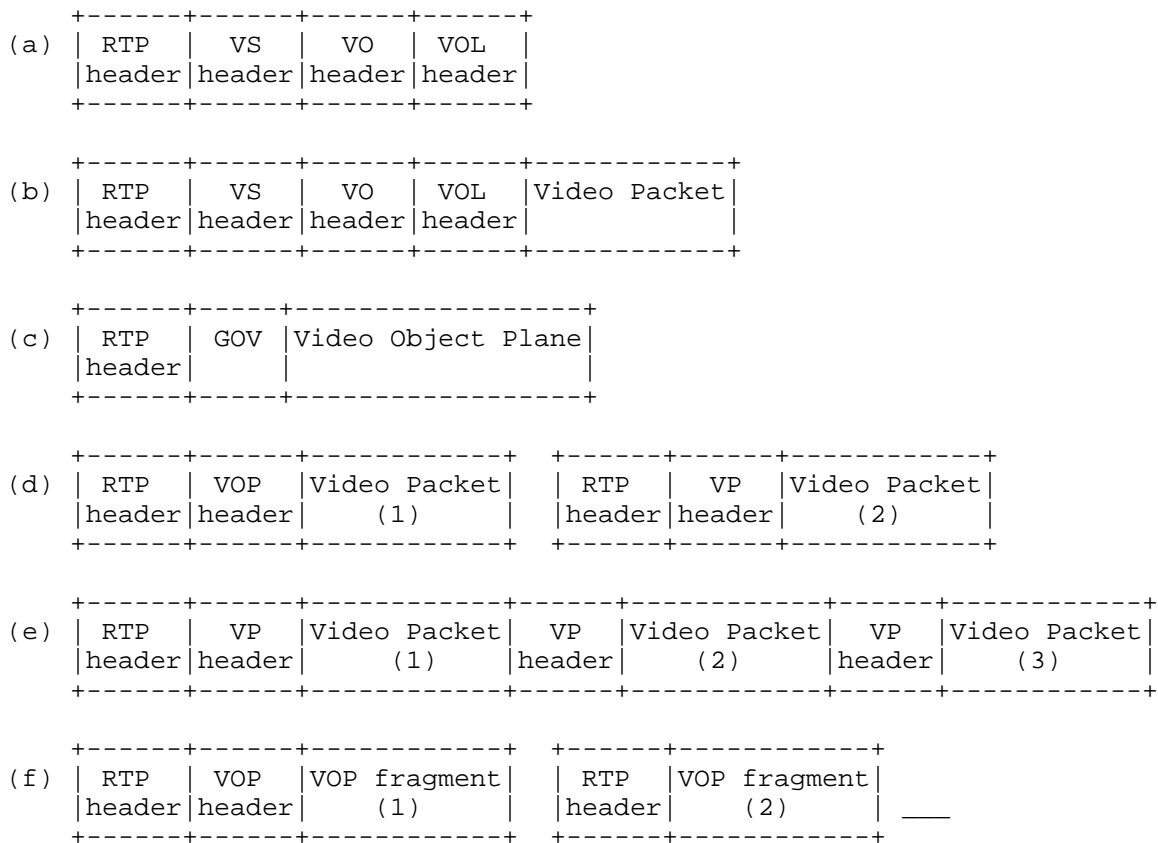 +------+------+------+------+
(a) | RTP  |  VS  |  VO  | VOL  |
    |header|header|header|header|
    +------+------+------+------+

    +------+------+------+------+------------+
(b) | RTP  |  VS  |  VO  | VOL  |Video Packet|
    |header|header|header|header|            |
    +------+------+------+------+------------+

    +------+-----+------------------+
(c) | RTP  | GOV |Video Object Plane|
    |header|     |                  |
    +------+-----+------------------+

    +------+------+------------+  +------+------+------------+
(d) | RTP  | VOP  |Video Packet|  | RTP  |  VP  |Video Packet|
    |header|header|    (1)     |  |header|header|    (2)     |
    +------+------+------------+  +------+------+------------+

    +------+------+------------+------+------------+------+------------+
(e) | RTP  |  VP  |Video Packet|  VP  |Video Packet|  VP  |Video Packet|
    |header|header|     (1)    |header|    (2)     |header|    (3)     |
    +------+------+------------+------+------------+------+------------+

    +------+------+------------+  +------+------------+
(f) | RTP  | VOP  |VOP fragment|  | RTP  |VOP fragment|
    |header|header|    (1)     |  |header|    (2)     | ___
    +------+------+------------+  +------+------------+